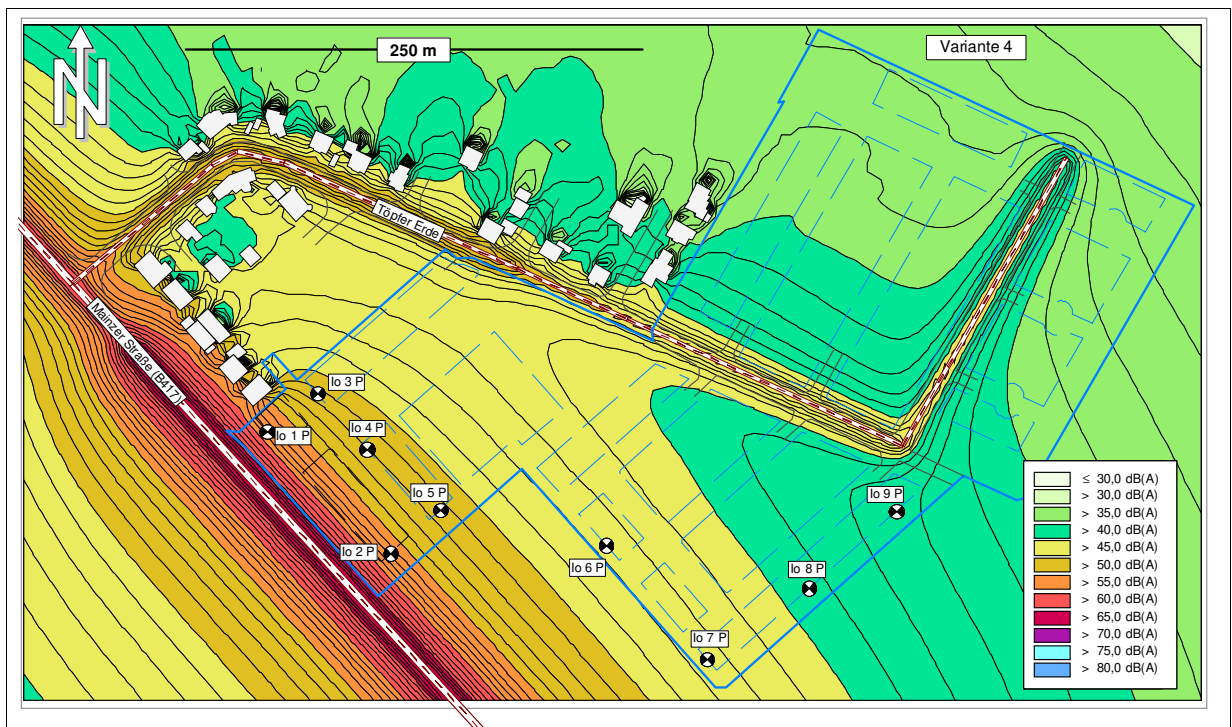 N
250 m
Variante 4
Töpfer Erde
Mainzer Straße (B417)
Io 3 P
Io 1 P
Io 4 P
Io 5 P
Io 2 P
Io 6 P
Io 7 P
Io 8 P
Io 9 P
≤ 30,0 dB(A)
> 30,0 dB(A)
> 35,0 dB(A)
> 40,0 dB(A)
> 45,0 dB(A)
> 50,0 dB(A)
> 55,0 dB(A)
> 60,0 dB(A)
> 65,0 dB(A)
> 70,0 dB(A)
> 75,0 dB(A)
> 80,0 dB(A)